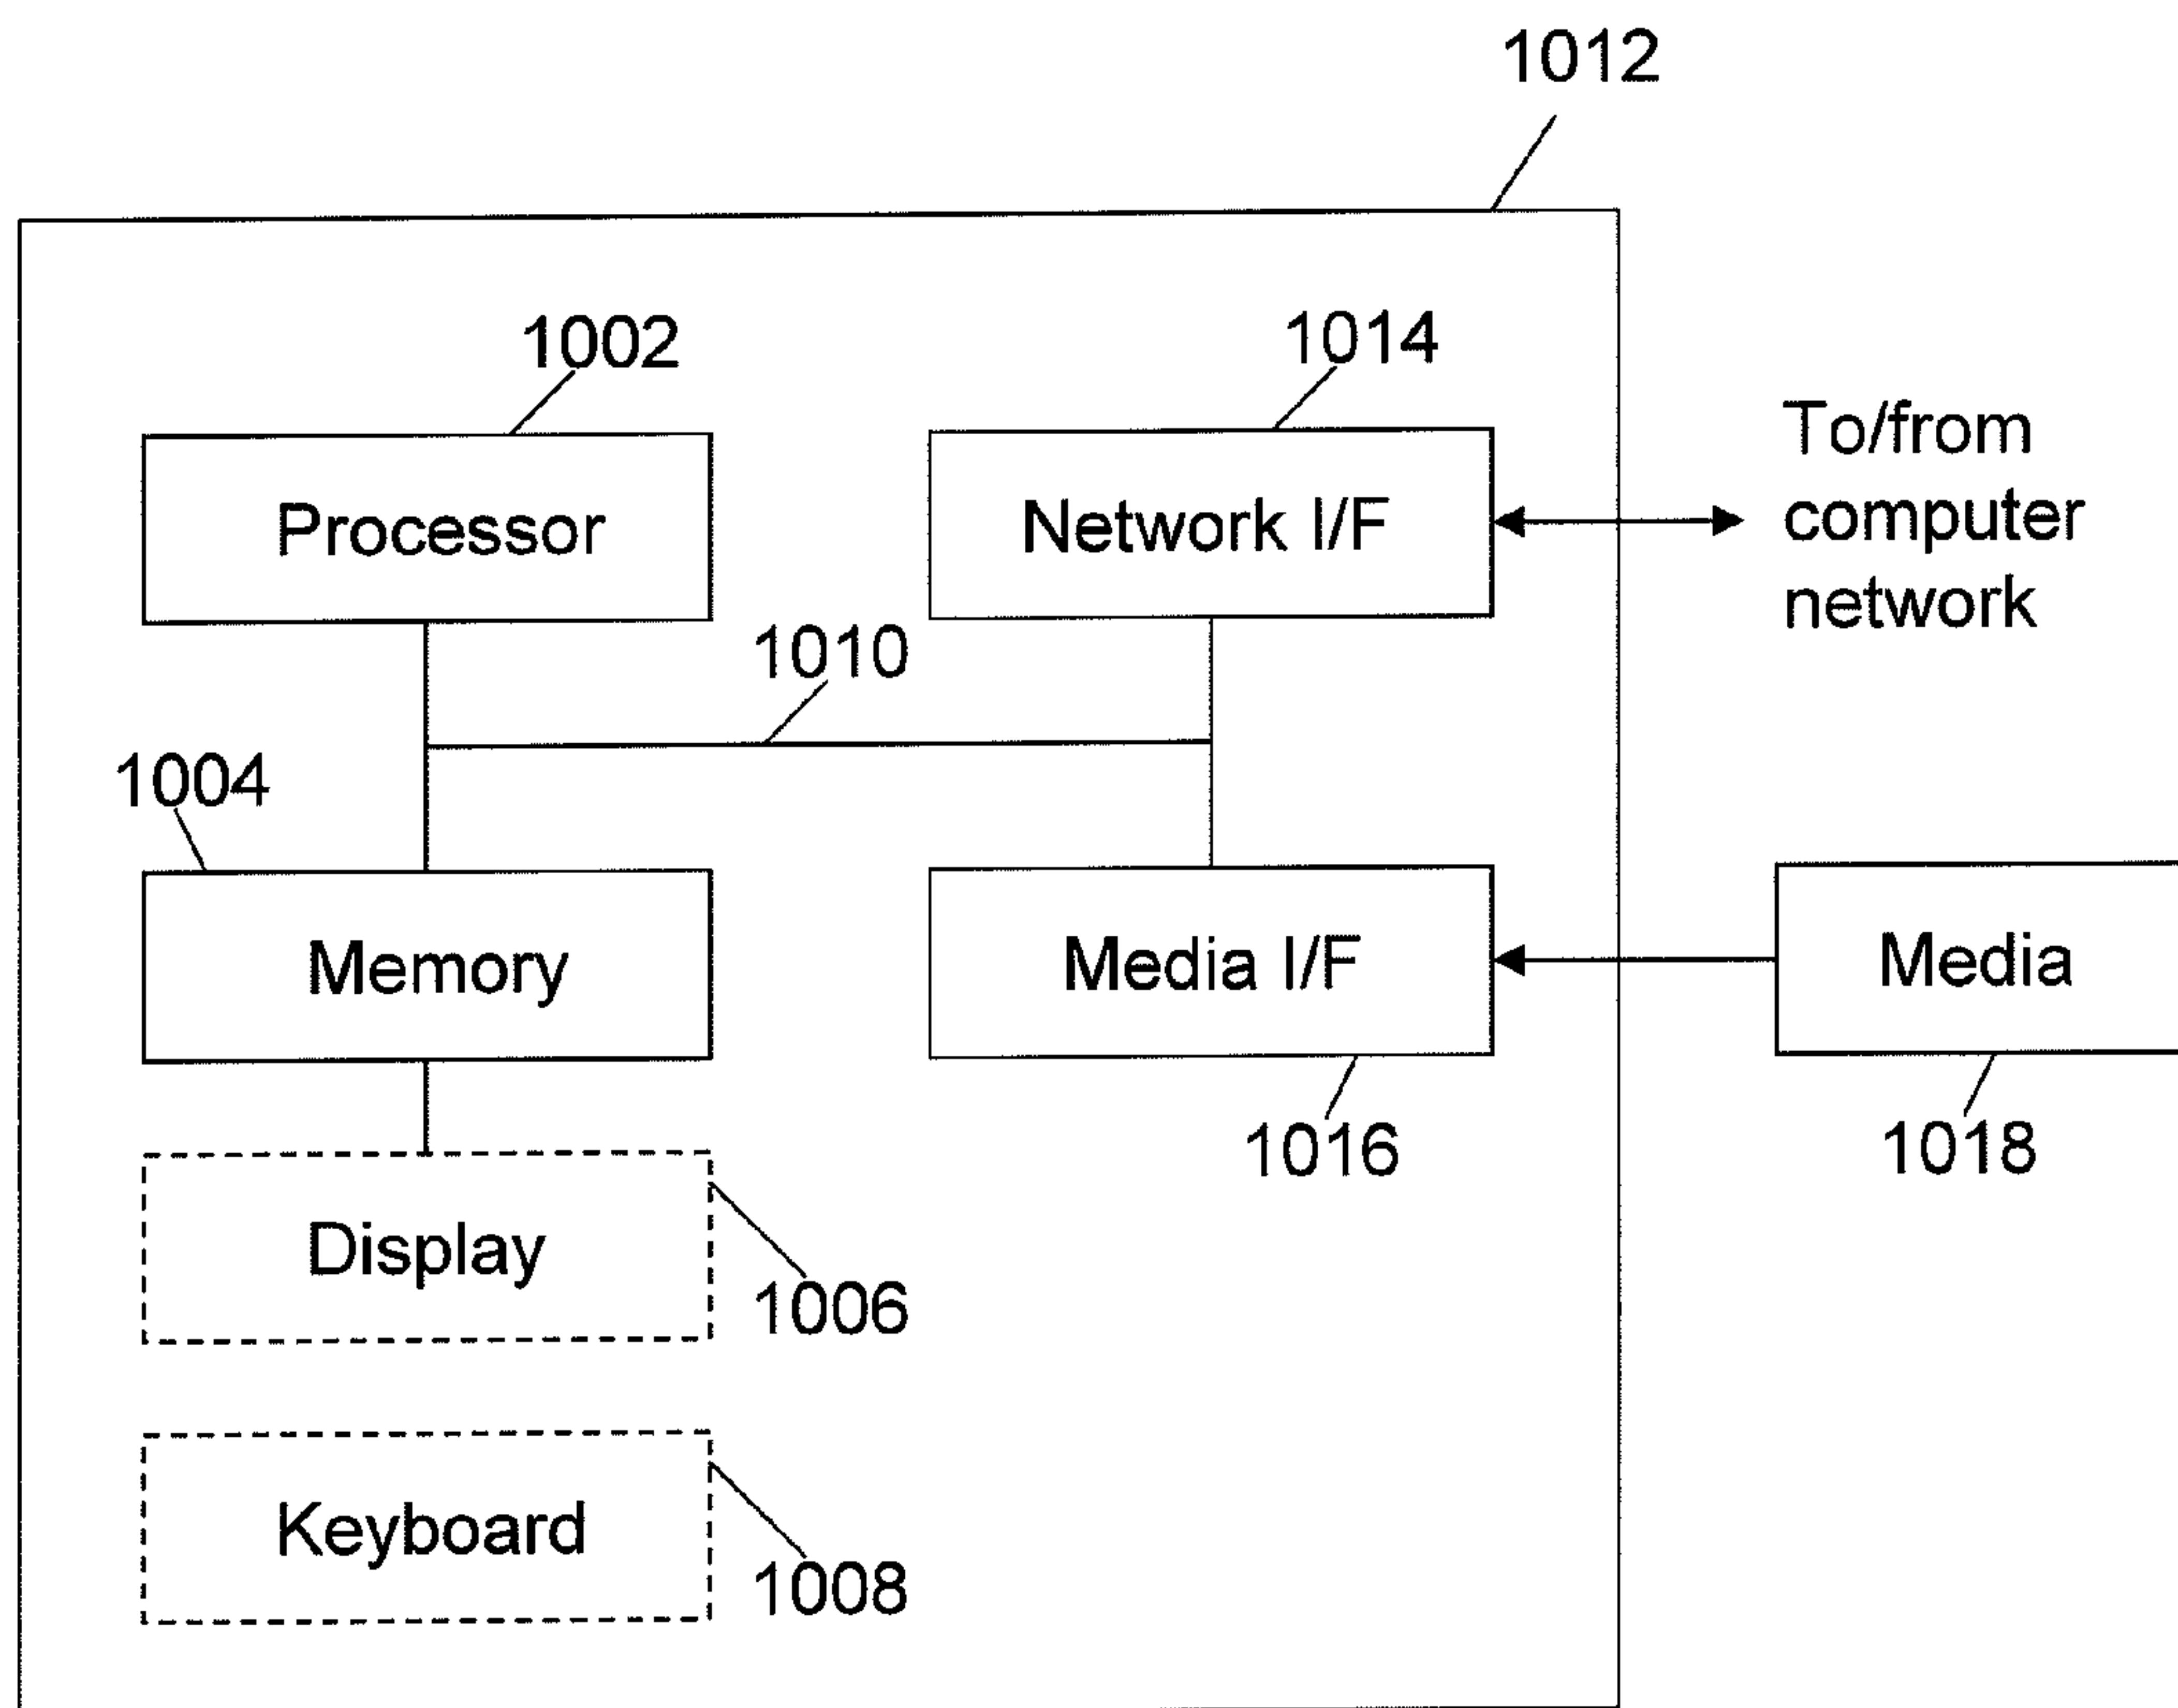 1012
1002
1014
Processor
Network I/F
To/from
computer
network
1010
1004
Memory
Media I/F
Media
1016
1018
Display
1006
Keyboard
1008